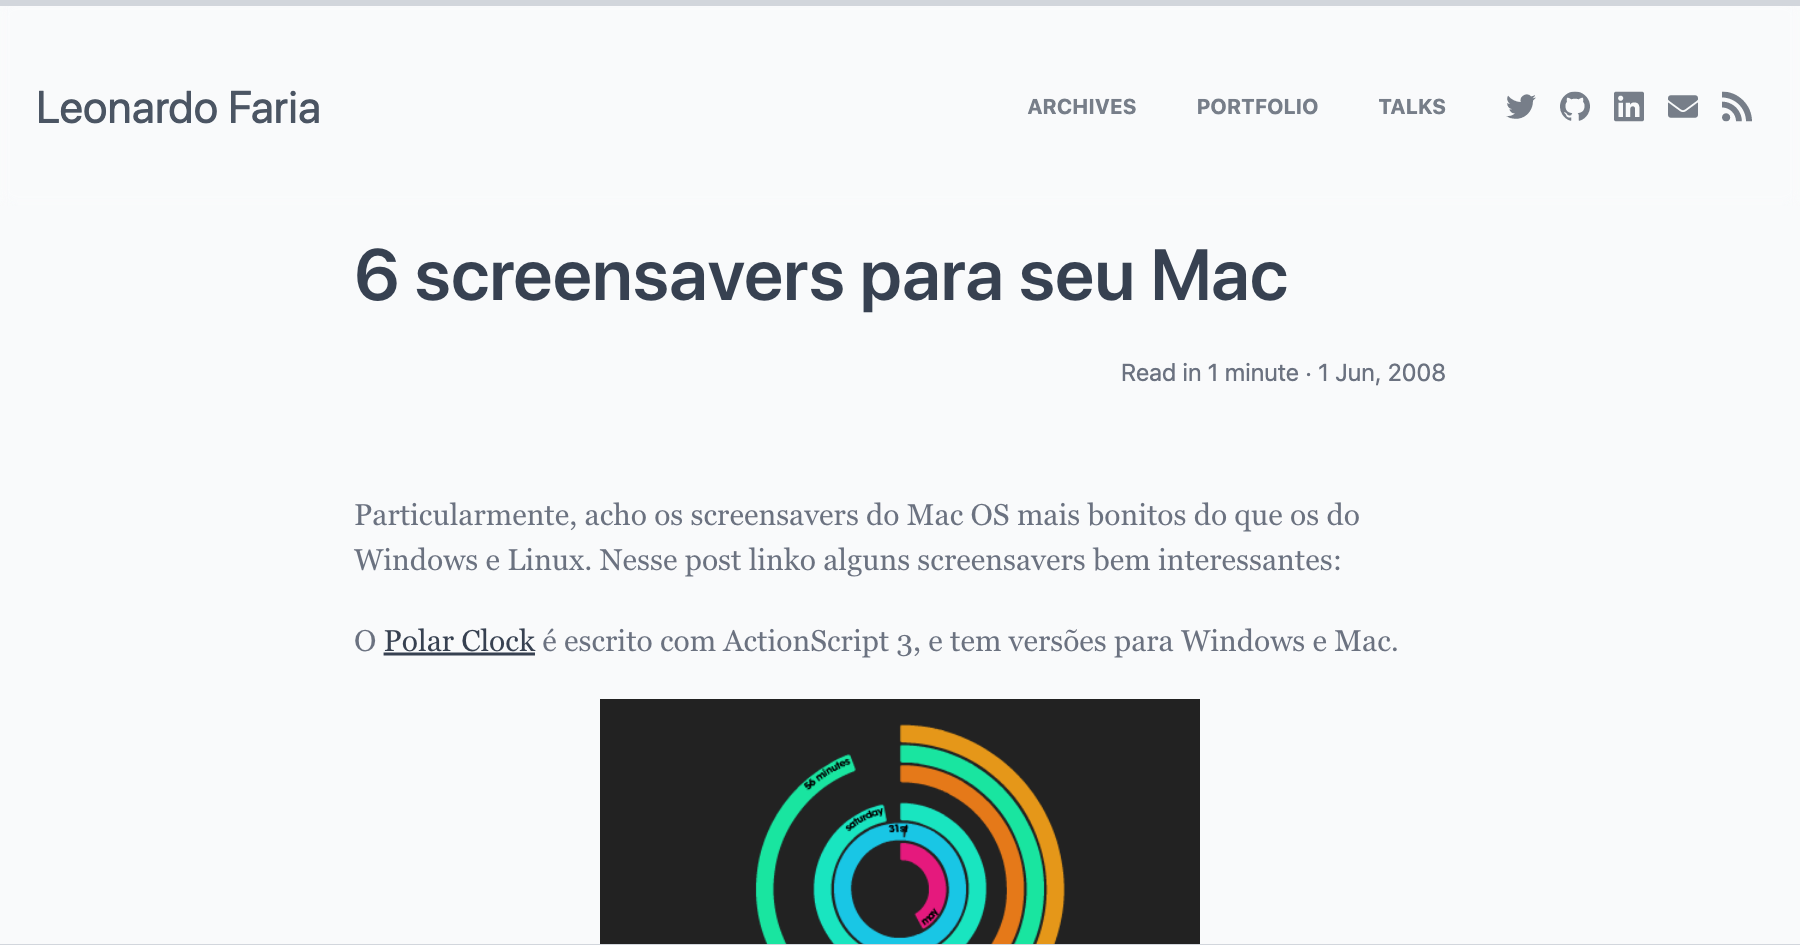 Leonardo Faria
ARCHIVES PORTFOLIO TALKS
6 screensavers para seu Mac
Read in 1 minute · 1 Jun, 2008
Particularmente, acho os screensavers do Mac OS mais bonitos do que os do
Windows e Linux. Nesse post linko alguns screensavers bem interessantes:
O Polar Clock é escrito com ActionScript 3, e tem versões para Windows e Mac.
56 minutes
saturday
31st
may